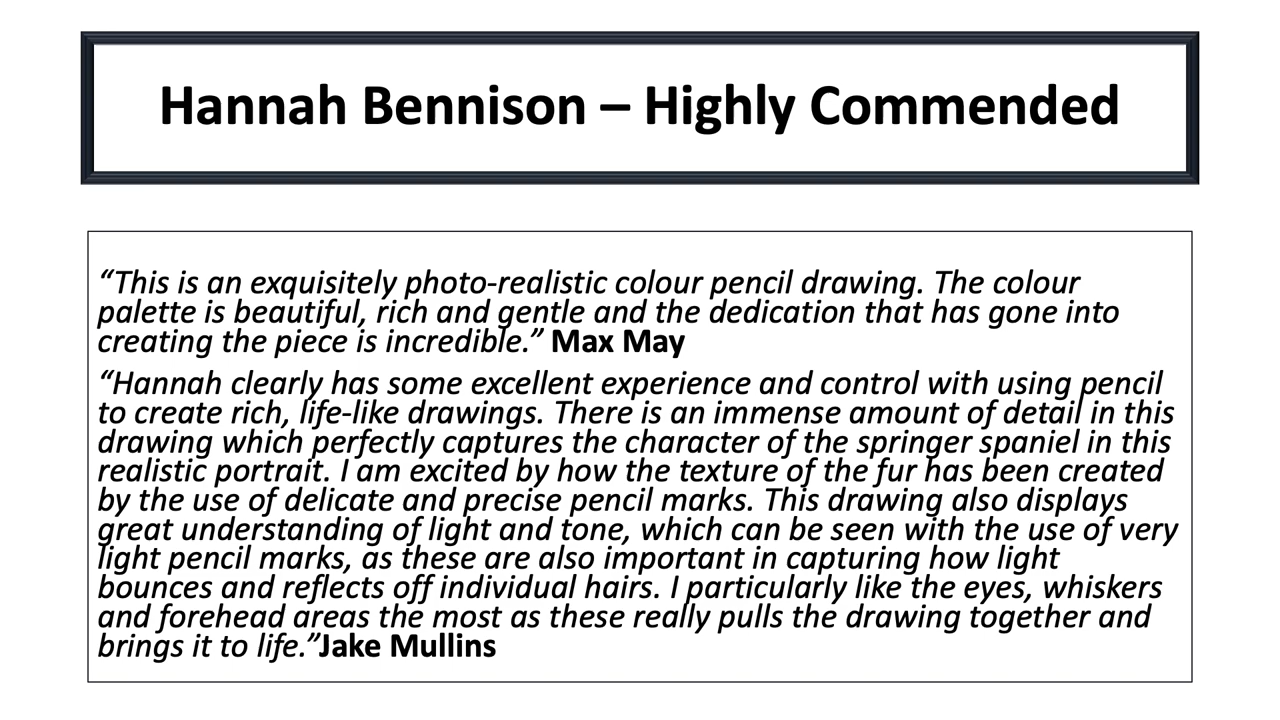 Hannah Bennison – Highly Commended
“This is an exquisitely photo-realistic colour pencil drawing. The colour
palette is beautiful, rich and gentle and the dedication that has gone into
creating the piece is incredible.” Max May
“Hannah clearly has some excellent experience and control with using pencil
to create rich, life-like drawings. There is an immense amount of detail in this
drawing which perfectly captures the character of the springer spaniel in this
realistic portrait. I am excited by how the texture of the fur has been created
by the use of delicate and precise pencil marks. This drawing also displays
great understanding of light and tone, which can be seen with the use of very
light pencil marks, as these are also important in capturing how light
bounces and reflects off individual hairs. I particularly like the eyes, whiskers
and forehead areas the most as these really pulls the drawing together and
brings it to life.”Jake Mullins